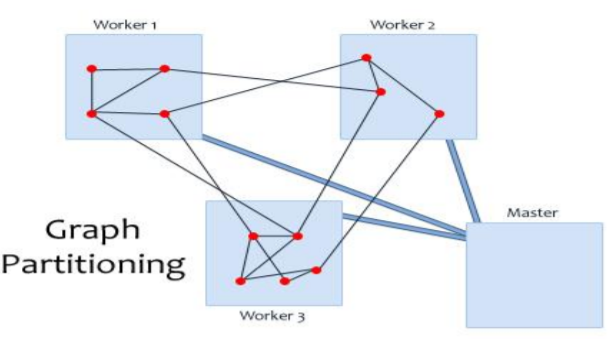 Worker 1
Worker 2
Master
Graph
Partitioning
Worker 3